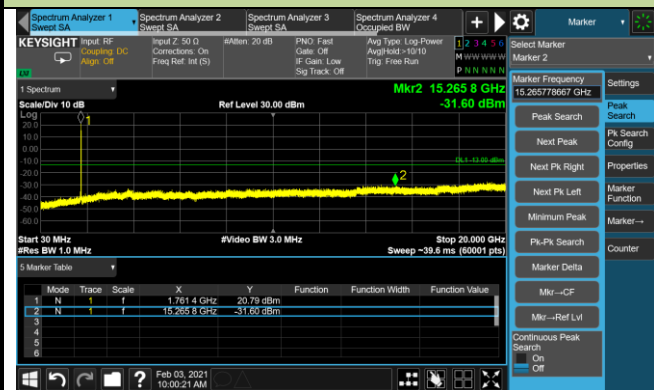 Spectrum Analyzer 1
Swept SA
Spectrum Analyzer 2
Swept SA
Spectrum Analyzer 3
Swept SA
Spectrum Analyzer 4
Occupied BW
+
Marker
KEYSIGHT
Input: RF
Coupling: DC
Align: Off
Input Z: 50 Ω
Corrections: On
Freq Ref: Int (S)
#Atten: 20 dB
PNO: Fast
Gate: Off
IF Gain: Low
Sig Track: Off
Avg Type: Log-Power
Avg|Hold:>10/10
Trig: Free Run
1 2 3 4 5 6
M W W W W W
P N N N N N
LXI
Select Marker
Marker 2
1 Spectrum
Mkr2 15.265 8 GHz
-31.60 dBm
Scale/Div 10 dB
Ref Level 30.00 dBm
Log
20.0
10.0
0.00
-10.0
-20.0
-30.0
-40.0
-50.0
-60.0
1
2
DL1 -13.00 dBm
Start 30 MHz
#Video BW 3.0 MHz
Stop 20.000 GHz
#Res BW 1.0 MHz
Sweep ~39.6 ms (60001 pts)
5 Marker Table
Mode Trace Scale X Y Function Function Width Function Value
1 N 1 f 1.761 4 GHz 20.79 dBm
2 N 1 f 15.265 8 GHz -31.60 dBm
3
4
5
6
Marker Frequency
15.265778667 GHz
Peak Search
Next Peak
Next Pk Right
Next Pk Left
Minimum Peak
Pk-Pk Search
Marker Delta
Mkr→CF
Mkr→Ref Lvl
Continuous Peak
Search
On
Off
Settings
Peak
Search
Pk Search
Config
Properties
Marker
Function
Marker→
Counter
?
Feb 03, 2021
10:00:21 AM